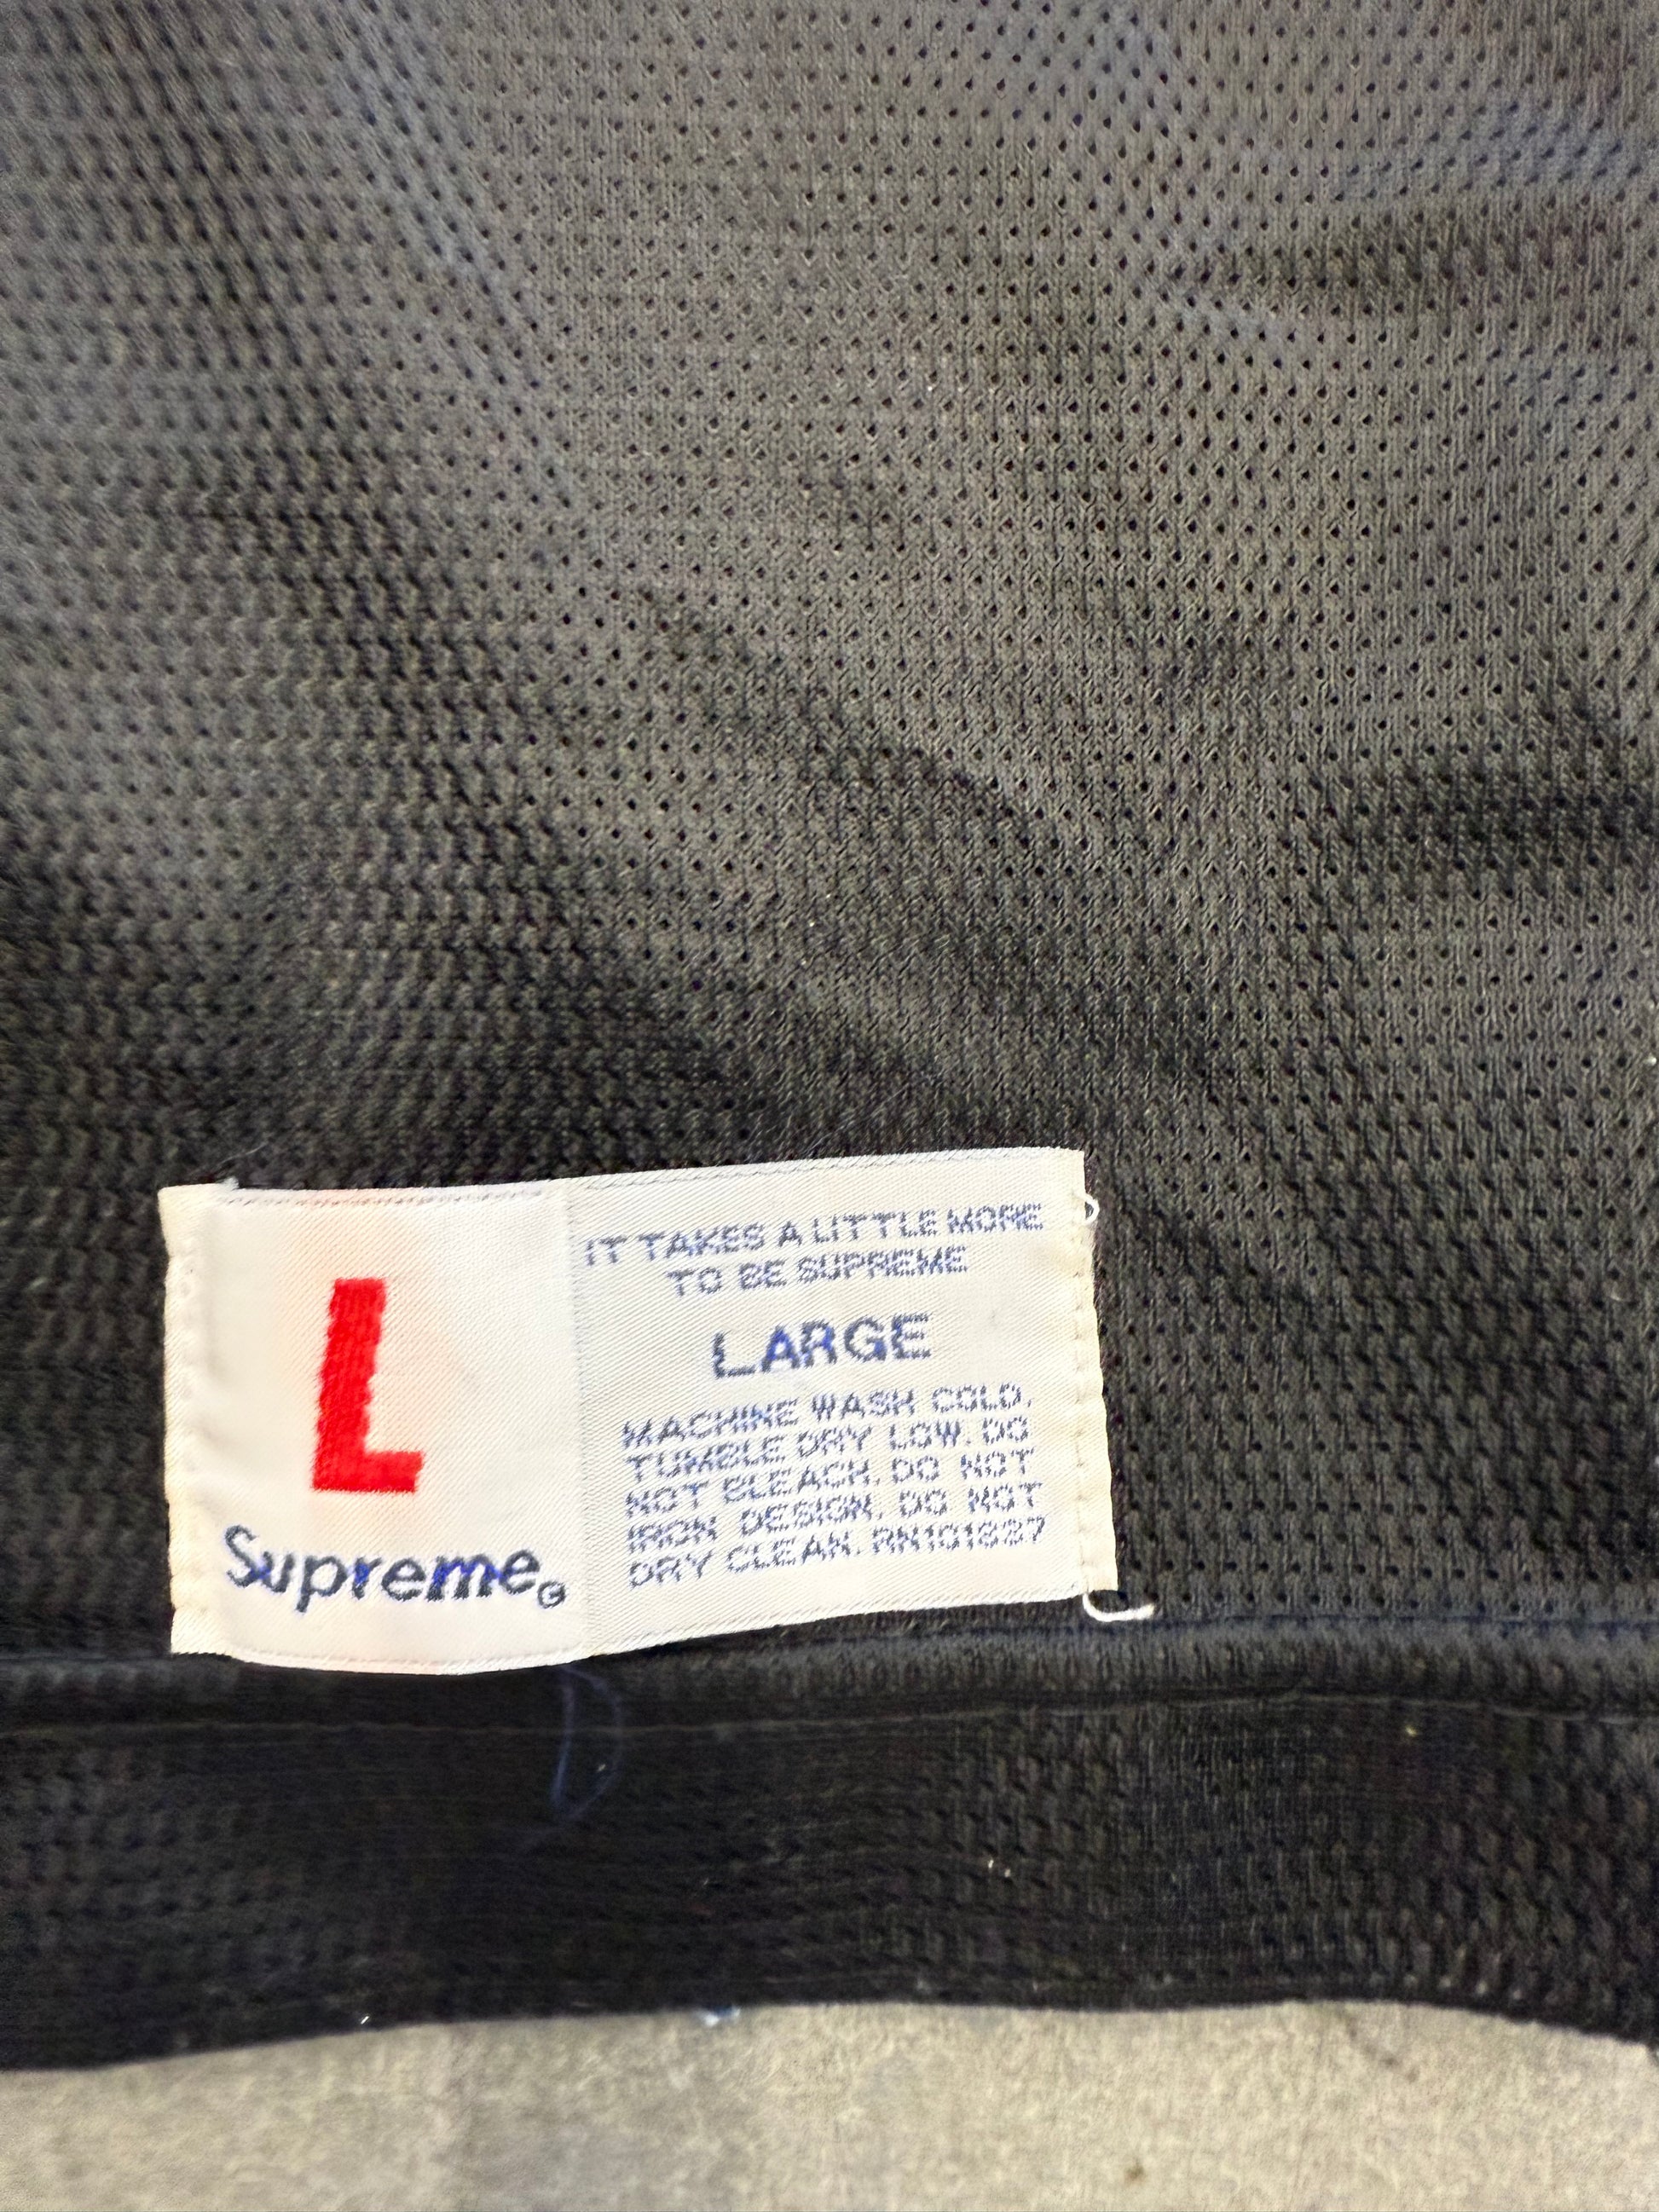 L
Supreme©
IT TAKES A LITTLE MORE
TO BE SUPREME
LARGE
MACHINE WASH COLD,
TUMBLE DRY LOW. DO
NOT BLEACH. DO NOT
IRON DESIGN. DO NOT
DRY CLEAN. RN101837